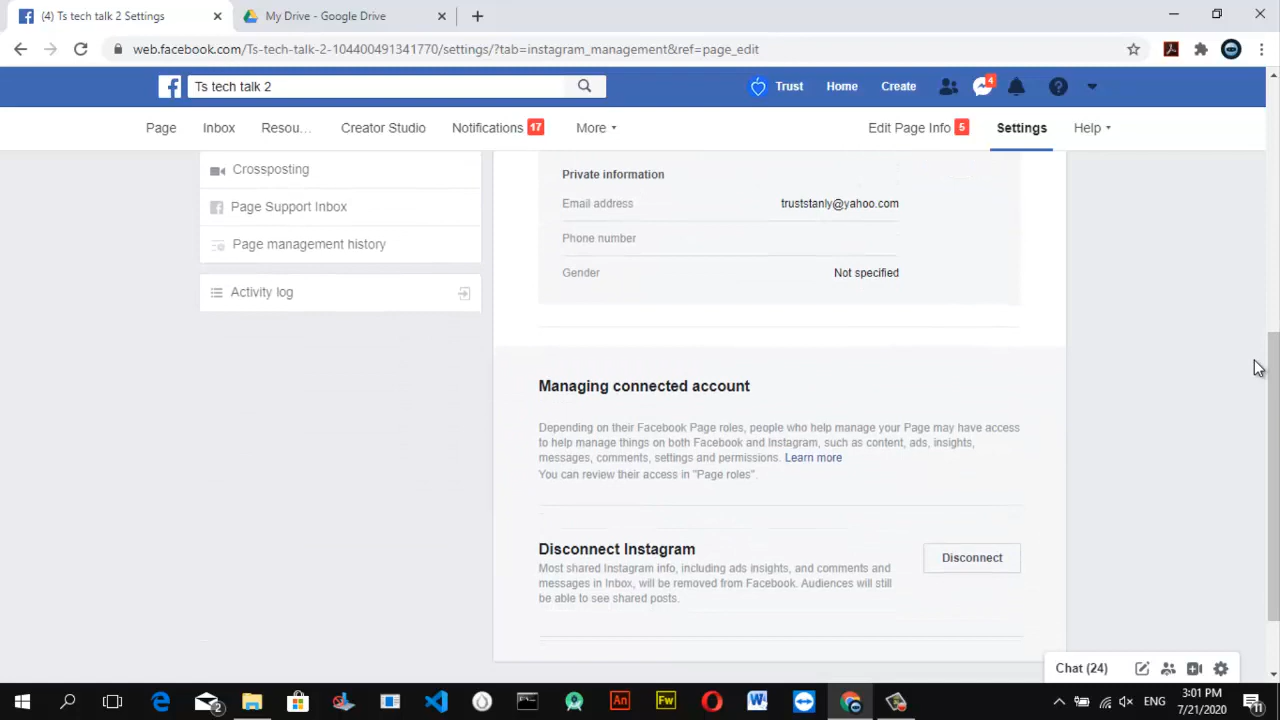 (4) Ts tech talk 2 Settings
My Drive - Google Drive
web.facebook.com/Ts-tech-talk-2-104400491341770/settings/?tab=instagram_management&ref=page_edit
Ts tech talk 2
Trust
Home
Create
4
Page
Inbox
Resou...
Creator Studio
Notifications 17
More
Edit Page Info 5
Settings
Help
Crossposting
Page Support Inbox
Page management history
Activity log
Private information
Email address truststanly@yahoo.com
Phone number
Gender Not specified
Managing connected account
Depending on their Facebook Page roles, people who help manage your Page may have access
to help manage things on both Facebook and Instagram, such as content, ads, insights,
messages, comments, settings and permissions. Learn more
You can review their access in "Page roles".
Disconnect Instagram
Disconnect
Most shared Instagram info, including ads insights, and comments and
messages in Inbox, will be removed from Facebook. Audiences will still
be able to see shared posts.
Chat (24)
2
An
Fw
W
ENG
3:01 PM
7/21/2020
11